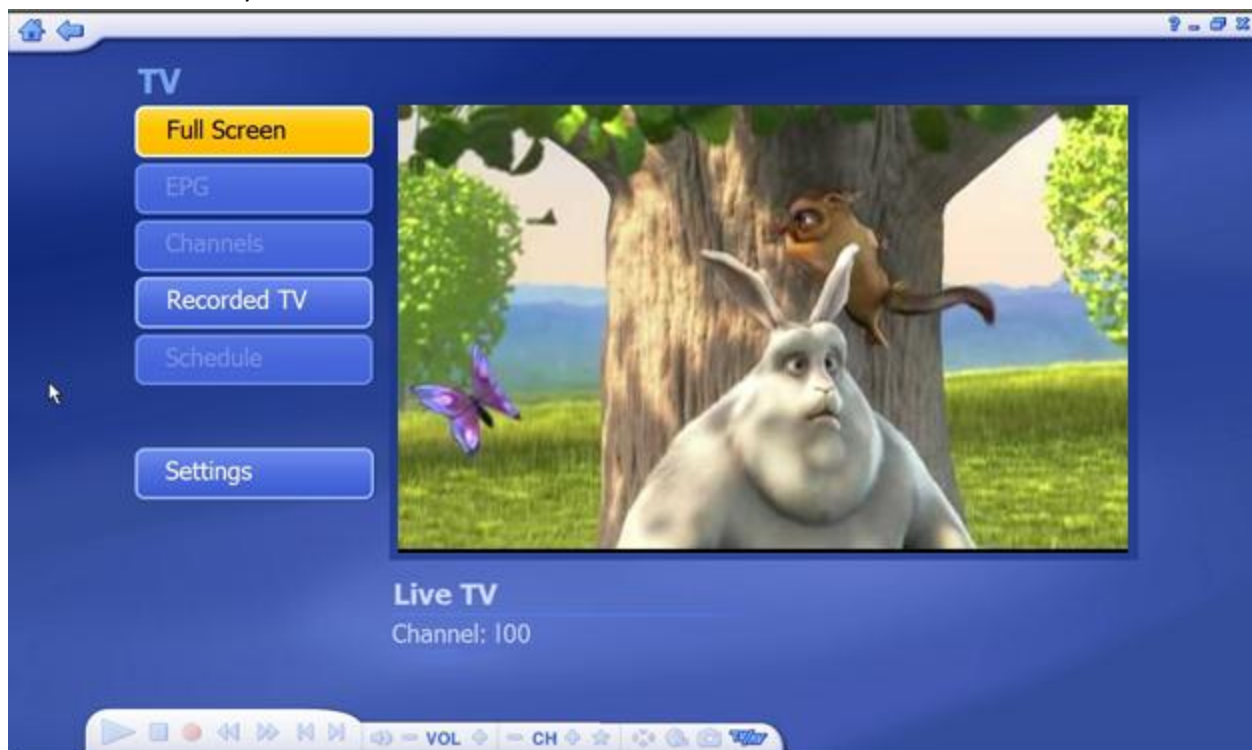 ?
TV
Full Screen
EPG
Channels
Recorded TV
Schedule
Settings
Live TV
Channel: 100
VOL
CH